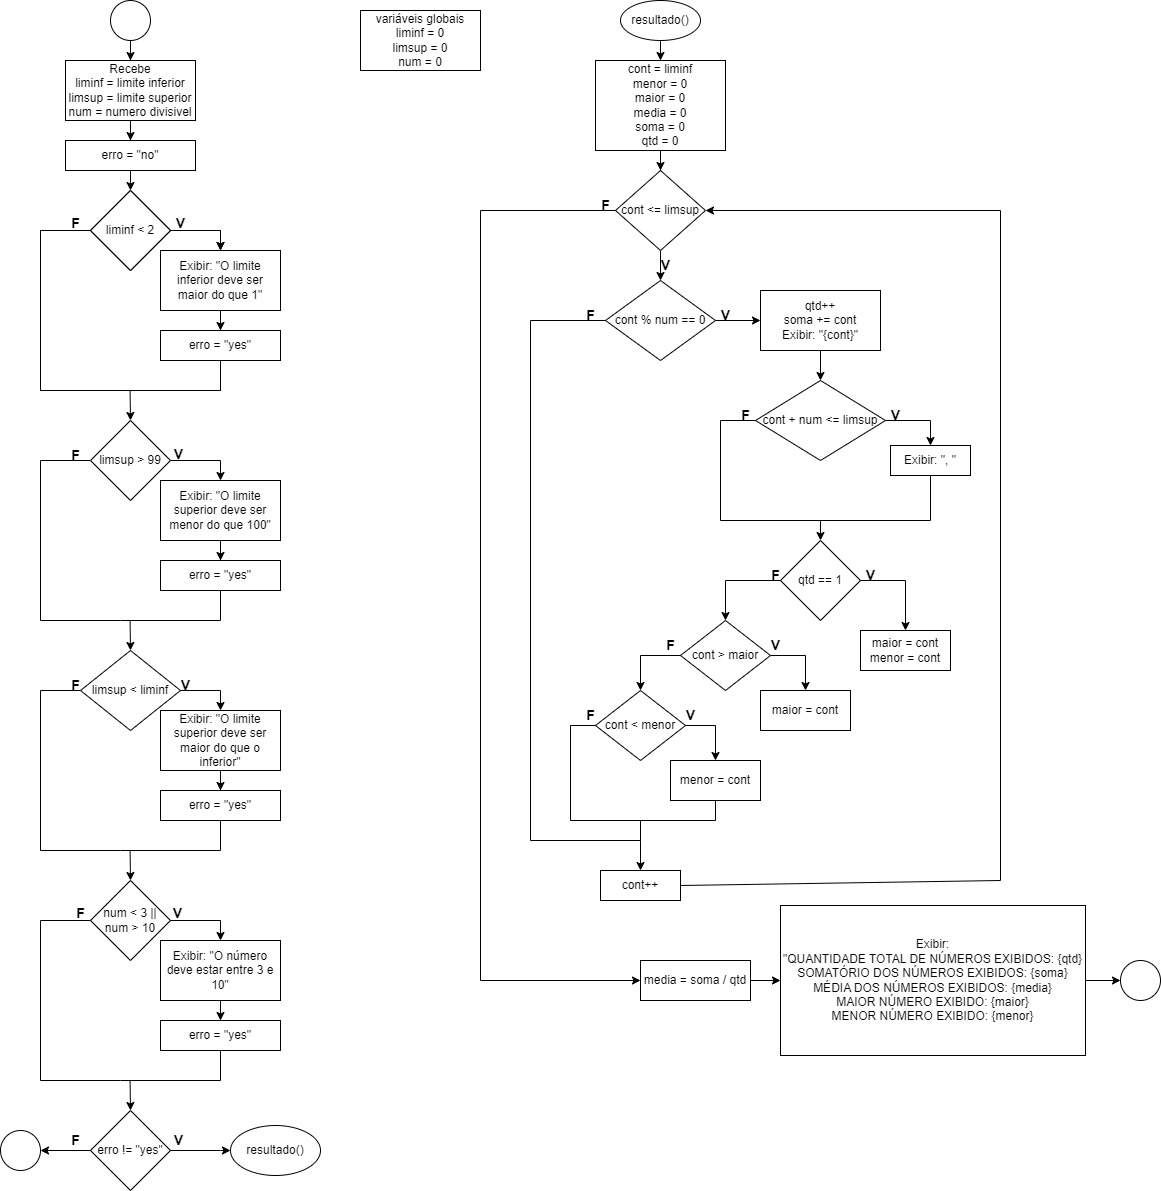 Recebe
liminf = limite inferior
limsup = limite superior
num = numero divisivel
erro = "no"
F
liminf < 2
V
Exibir: "O limite
inferior deve ser
maior do que 1"
erro = "yes"
F
limsup > 99
V
Exibir: "O limite
superior deve ser
menor do que 100"
erro = "yes"
F
limsup < liminf
V
Exibir: "O limite
superior deve ser
maior do que o
inferior"
erro = "yes"
F
num < 3 ||
num > 10
V
Exibir: "O número
deve estar entre 3 e
10"
erro = "yes"
F
erro != "yes"
V
resultado()
variáveis globais
liminf = 0
limsup = 0
num = 0
resultado()
cont = liminf
menor = 0
maior = 0
media = 0
soma = 0
qtd = 0
F
cont <= limsup
V
F
cont % num == 0
V
qtd++
soma += cont
Exibir: "{cont}"
F
cont + num <= limsup
V
Exibir: ", "
F
qtd == 1
V
maior = cont
menor = cont
F
cont > maior
V
maior = cont
F
cont < menor
V
menor = cont
cont++
media = soma / qtd
Exibir:
"QUANTIDADE TOTAL DE NÚMEROS EXIBIDOS: {qtd}
SOMATÓRIO DOS NÚMEROS EXIBIDOS: {soma}
MÉDIA DOS NÚMEROS EXIBIDOS: {media}
MAIOR NÚMERO EXIBIDO: {maior}
MENOR NÚMERO EXIBIDO: {menor}